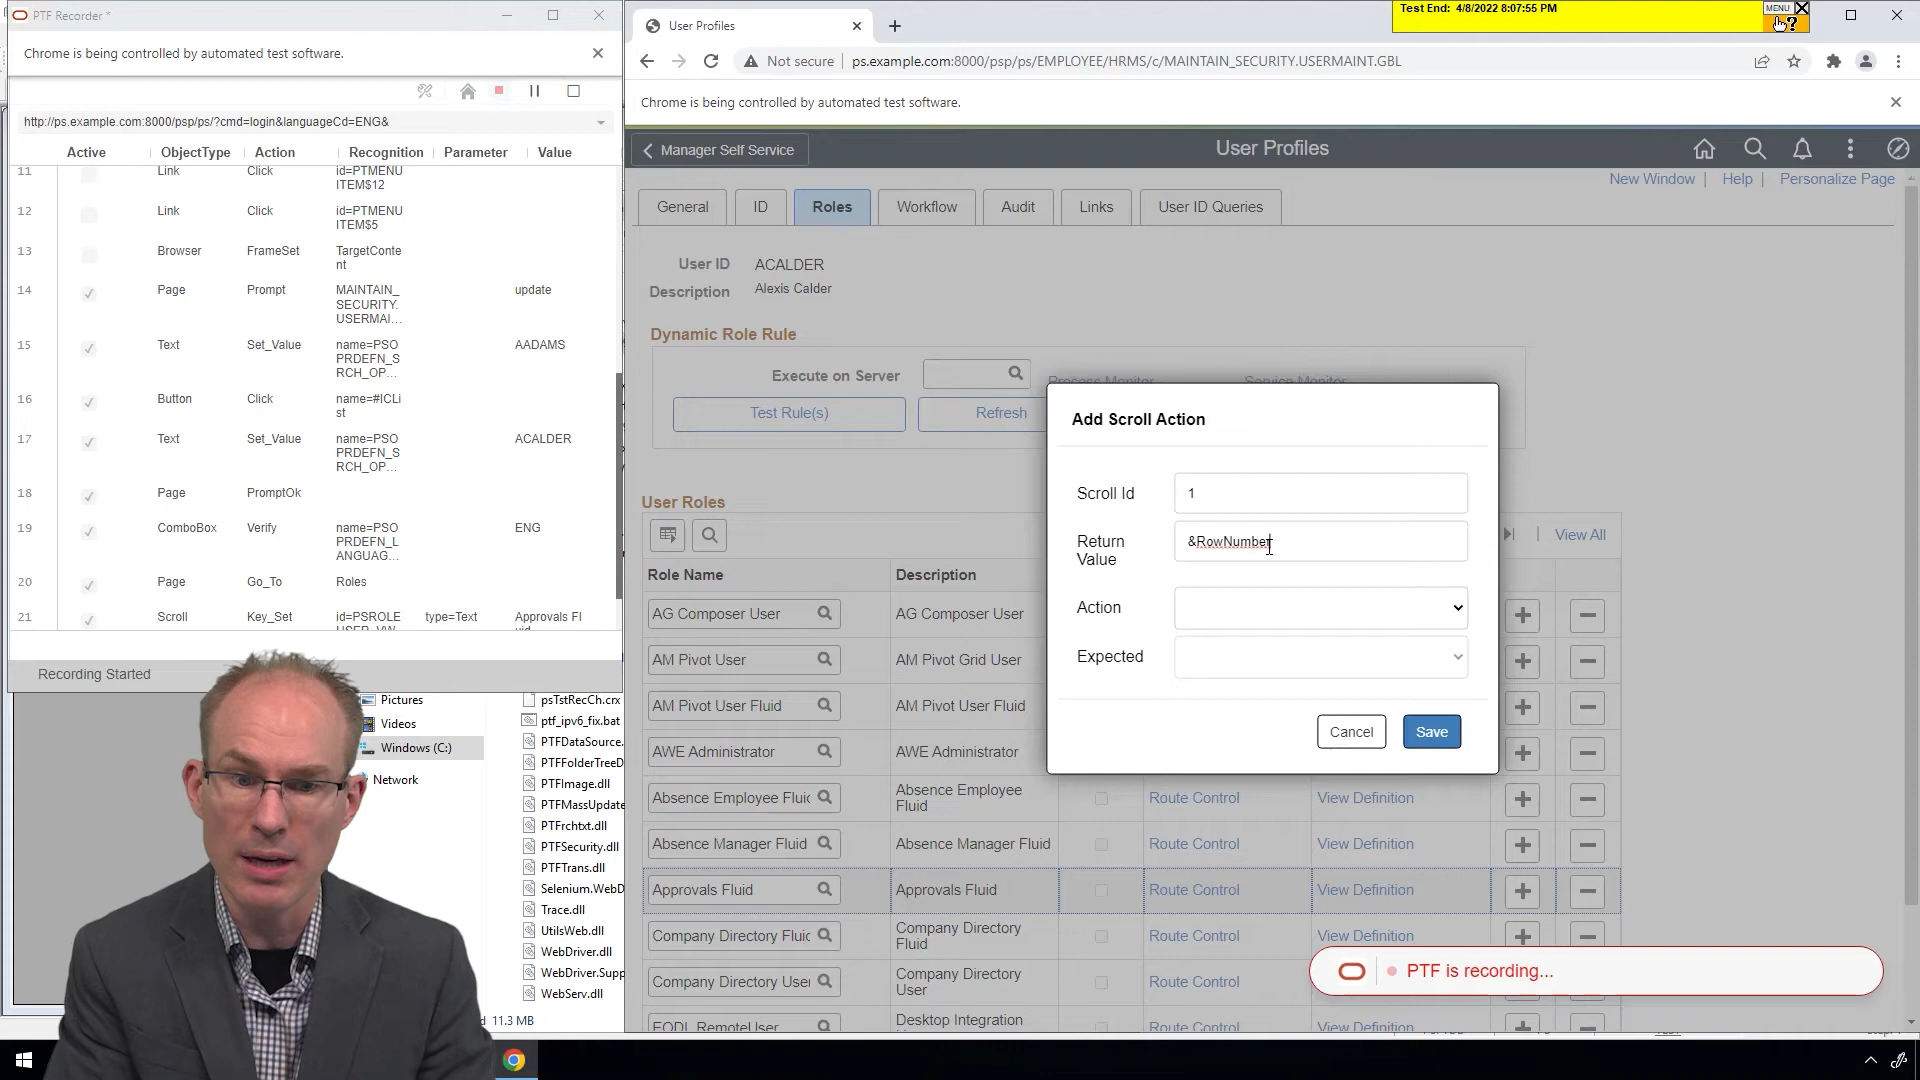 PTF Recorder *
Chrome is being controlled by automated test software.
http://ps.example.com:8000/psp/ps/?cmd=login&languageCd=ENG&
Active ObjectType Action Recognition Parameter Value
11 Link Click id=PTMENU
ITEM$12
12 Link Click id=PTMENU
ITEM$5
13 Browser FrameSet TargetConte
nt
14 Page Prompt MAINTAIN_ update
SECURITY.
USERMAI...
15 Text Set_Value name=PSO AADAMS
PRDEFN_S
RCH_OP...
16 Button Click name=#ICLi
st
17 Text Set_Value name=PSO ACALDER
PRDEFN_S
RCH_OP...
18 Page PromptOk
19 ComboBox Verify name=PSO ENG
PRDEFN_L
ANGUAG...
20 Page Go_To Roles
21 Scroll Key_Set id=PSROLE type=Text Approvals Fl
Recording Started
Pictures
Videos
Windows (C:)
Network
psTstRecCh.crx
ptf_ipv6_fix.bat
PTFDataSource.
PTFFolderTreeD
PTFImage.dll
PTFMassUpdate
PTFrchtxt.dll
PTFSecurity.dll
PTFTrans.dll
Selenium.WebD
Trace.dll
UtilsWeb.dll
WebDriver.dll
WebDriver.Supp
WebServ.dll
11.3 MB
User Profiles
Test End: 4/8/2022 8:07:55 PM
MENU
?
Not secure ps.example.com:8000/psp/ps/EMPLOYEE/HRMS/c/MAINTAIN_SECURITY.USERMAINT.GBL
Chrome is being controlled by automated test software.
Manager Self Service
User Profiles
New Window | Help | Personalize Page
General ID Roles Workflow Audit Links User ID Queries
User ID ACALDER
Description Alexis Calder
Dynamic Role Rule
Execute on Server
Process Monitor Service Monitor
Test Rule(s) Refresh
User Roles
View All
Role Name Description
AG Composer User AG Composer User
AM Pivot User AM Pivot Grid User
AM Pivot User Fluid AM Pivot User Fluid
AWE Administrator AWE Administrator
Absence Employee Fluid Absence Employee Route Control View Definition
Fluid
Absence Manager Fluid Absence Manager Fluid Route Control View Definition
Approvals Fluid Approvals Fluid Route Control View Definition
Company Directory Fluid Company Directory Route Control View Definition
Fluid
Company Directory User Company Directory Route Control View Definition
User
EODL RemoteUser Desktop Integration Route Control View Definition
Add Scroll Action
Scroll Id 1
Return &RowNumber
Value
Action
Expected
Cancel Save
PTF is recording...